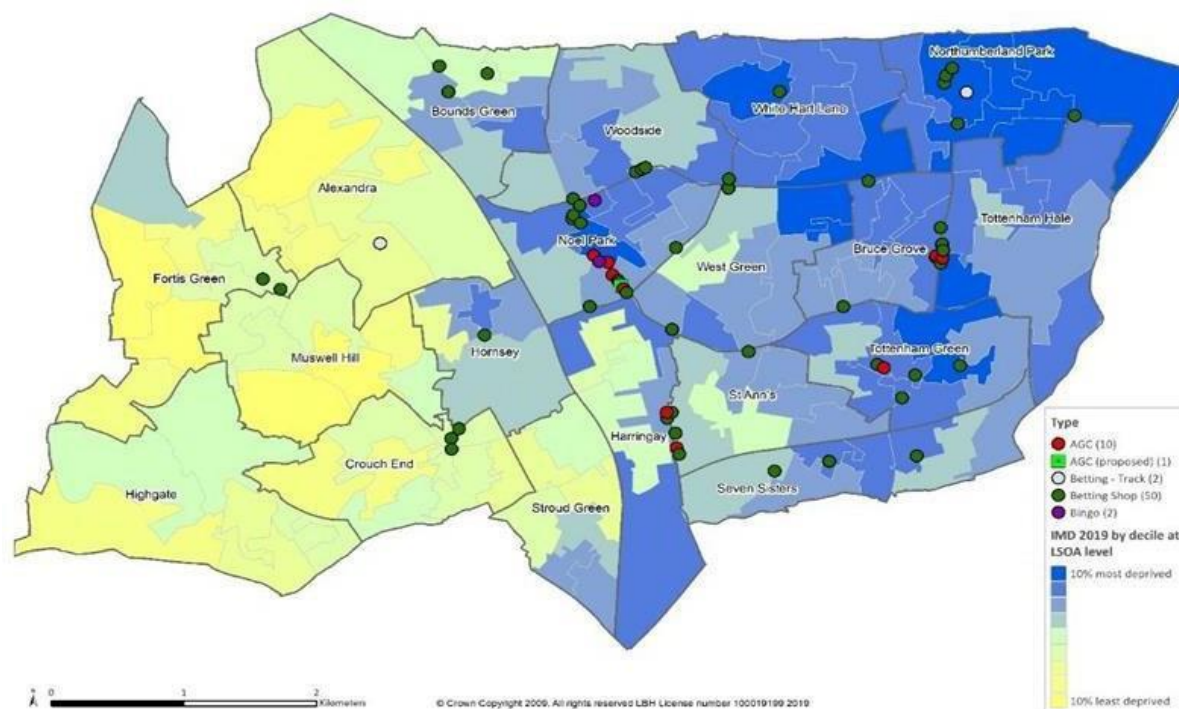 Northumberland Park
White Hart Lane
Bounds Green
Woodside
Alexandra
Tottenham Hale
Noel Park
Bruce Grove
West Green
Fortis Green
Hornsey
Muswell Hill
Tottenham Green
St Ann's
Harringay
Crouch End
Seven Sisters
Highgate
Stroud Green
Type
AGC (10)
AGC (proposed) (1)
Betting - Track (2)
Betting Shop (50)
Bingo (2)
IMD 2019 by decile at
LSOA level
10% most deprived
10% least deprived
0 1 2
Kilometers
© Crown Copyright 2009. All rights reserved LBH License number 100019199 2019